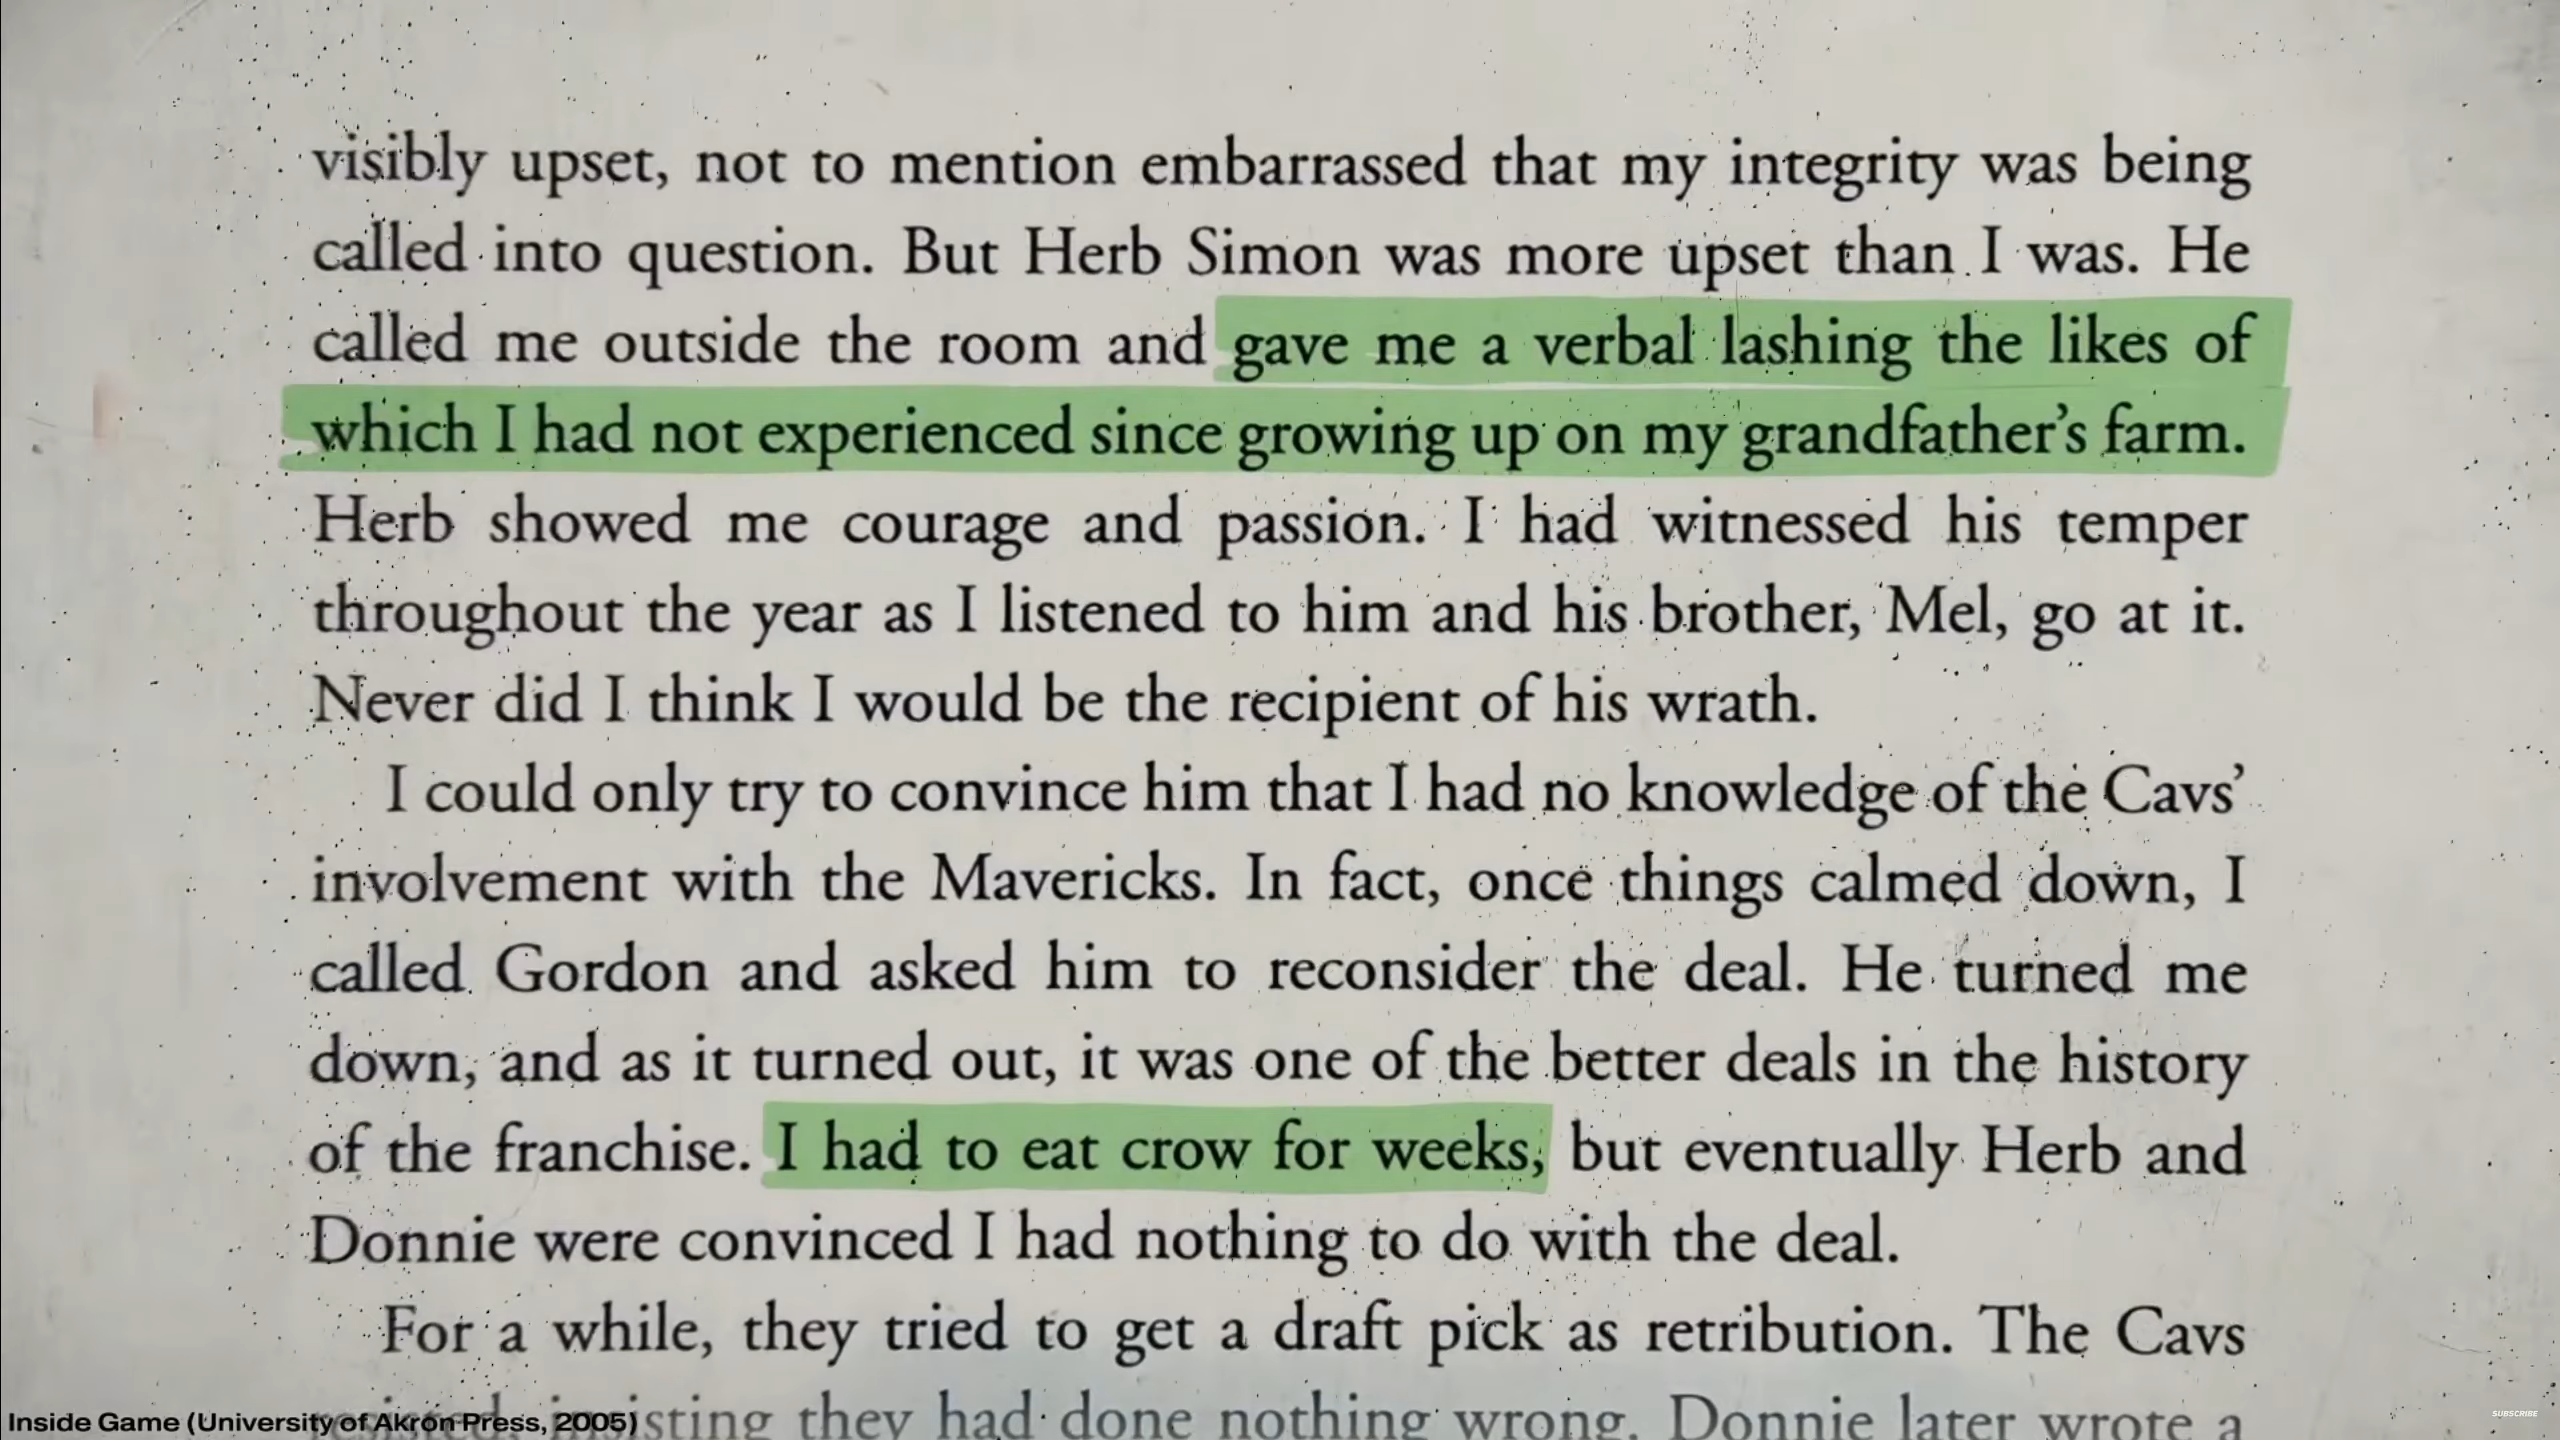 visibly upset, not to mention embarrassed that my integrity was being
called into question. But Herb Simon was more upset than I was. He
called me outside the room and gave me a verbal lashing the likes of
which I had not experienced since growing up on my grandfather's farm.
Herb showed me courage and passion. I had witnessed his temper
throughout the year as I listened to him and his brother, Mel, go at it.
Never did I think I would be the recipient of his wrath.
I could only try to convince him that I had no knowledge of the Cavs'
involvement with the Mavericks. In fact, once things calmed down, I
called Gordon and asked him to reconsider the deal. He turned me
down, and as it turned out, it was one of the better deals in the history
of the franchise. I had to eat crow for weeks, but eventually Herb and
Donnie were convinced I had nothing to do with the deal.
For a while, they tried to get a draft pick as retribution. The Cavs
resisted, insisting they had done nothing wrong. Donnie later wrote a
Inside Game (University of Akron Press, 2005)
SUBSCRIBE